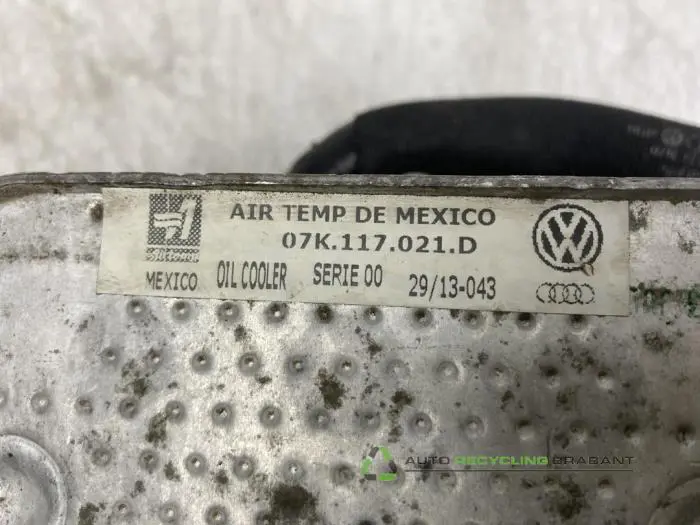 AIR TEMP DE MEXICO
07K.117.021.D
MEXICO OIL COOLER SERIE 00 29/13-043
AUTO RECYCLING BRABANT